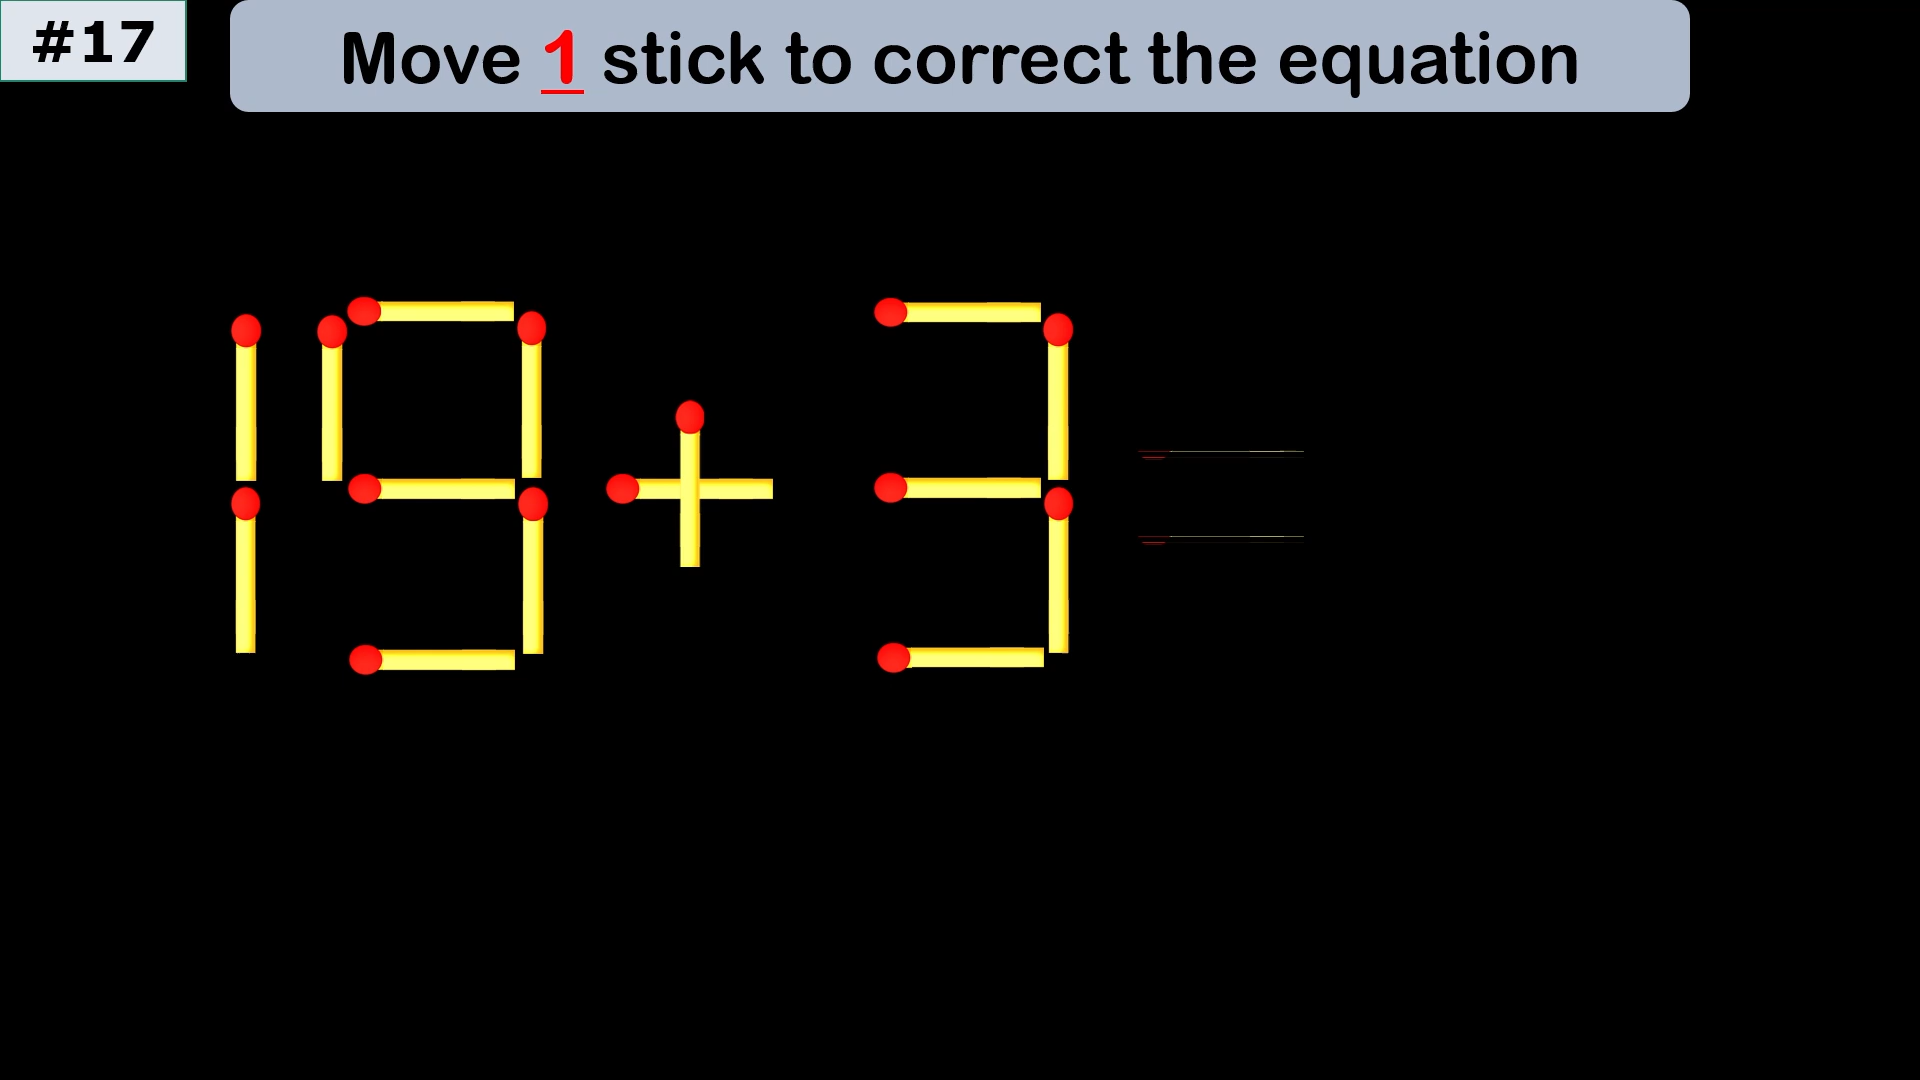 #17
Move 1 stick to correct the equation
19 + 3 =